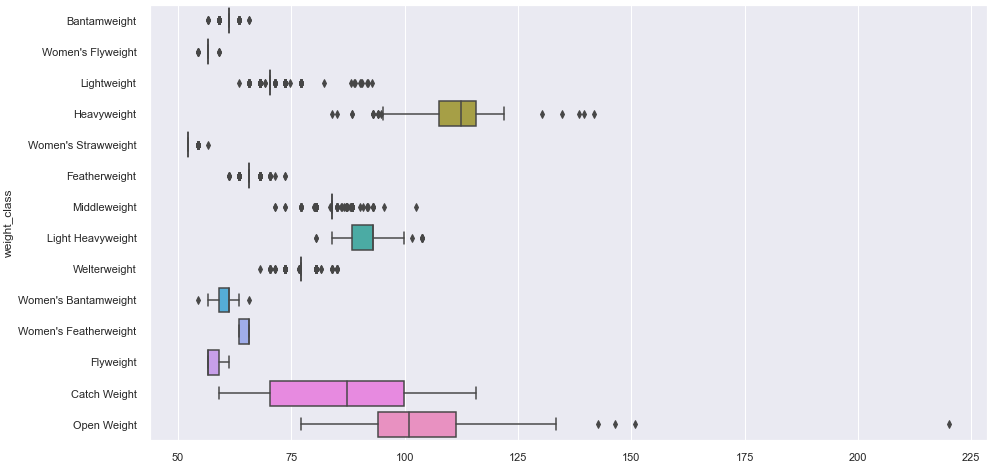 weight_class
Bantamweight
Women's Flyweight
Lightweight
Heavyweight
Women's Strawweight
Featherweight
Middleweight
Light Heavyweight
Welterweight
Women's Bantamweight
Women's Featherweight
Flyweight
Catch Weight
Open Weight
50 75 100 125 150 175 200 225